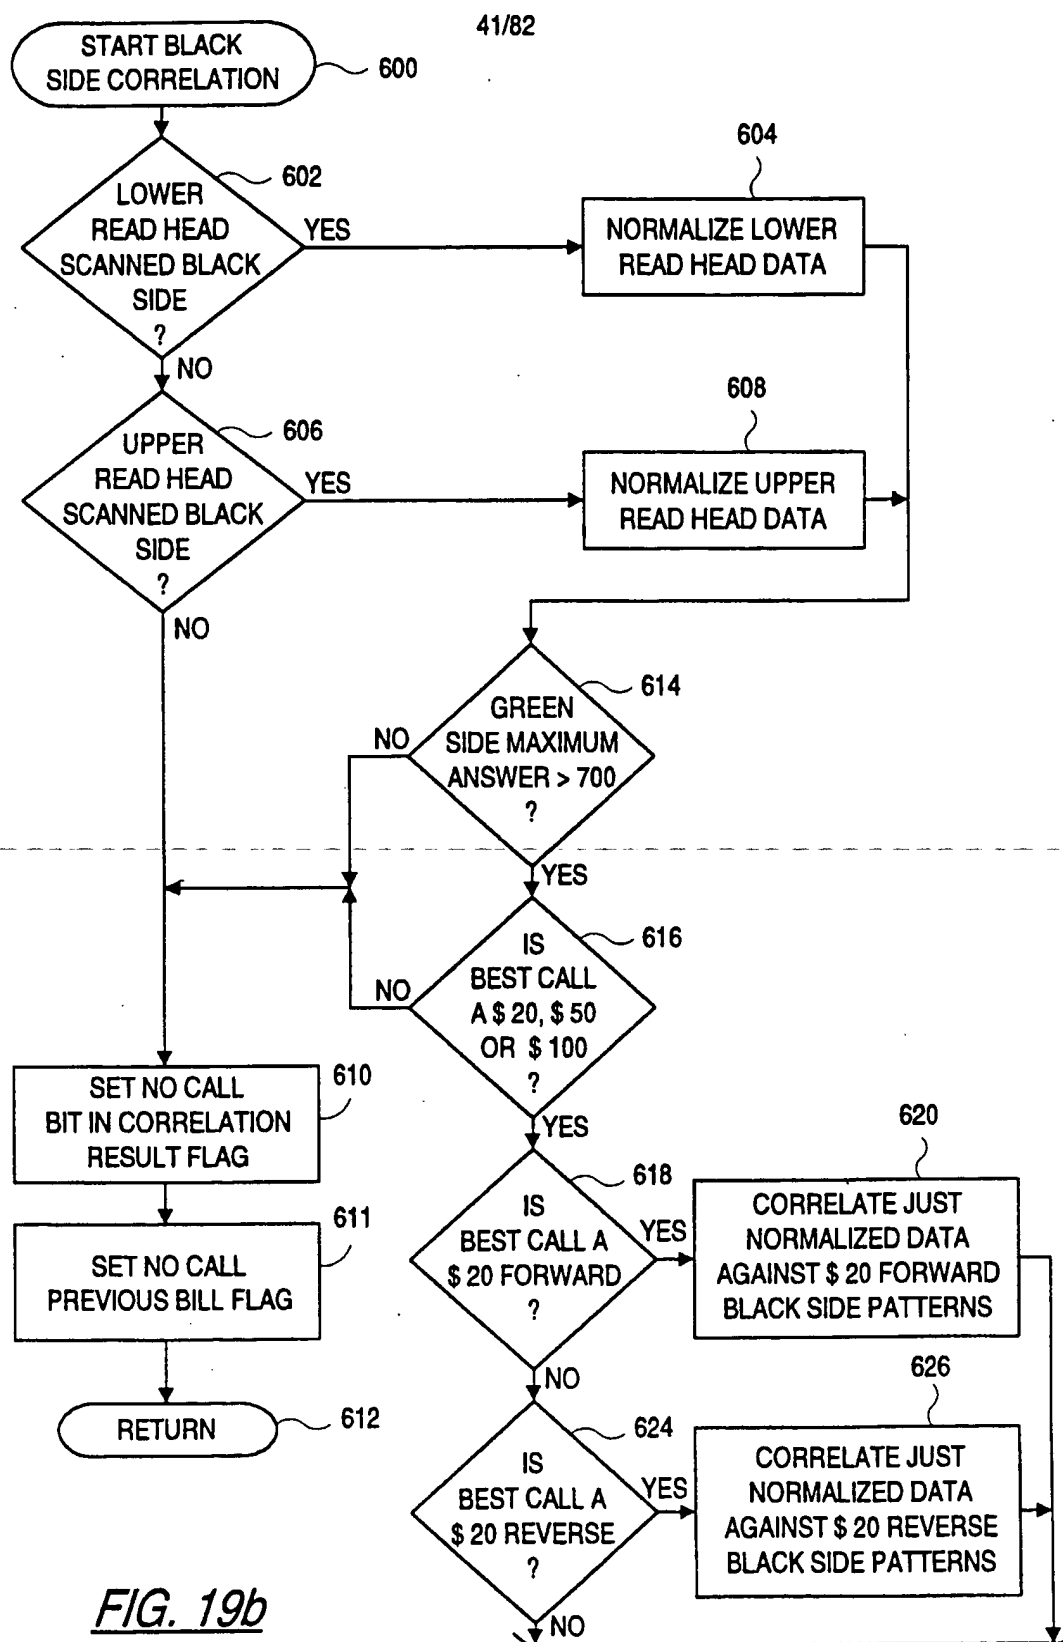 41/82
START BLACK
SIDE CORRELATION
600
LOWER
READ HEAD
SCANNED BLACK
SIDE
?
602
YES
NO
604
NORMALIZE LOWER
READ HEAD DATA
UPPER
READ HEAD
SCANNED BLACK
SIDE
?
606
YES
NO
608
NORMALIZE UPPER
READ HEAD DATA
GREEN
SIDE MAXIMUM
ANSWER > 700
?
614
NO
YES
IS
BEST CALL
A $ 20, $ 50
OR $ 100
?
616
NO
YES
SET NO CALL
BIT IN CORRELATION
RESULT FLAG
610
SET NO CALL
PREVIOUS BILL FLAG
611
RETURN
612
IS
BEST CALL A
$ 20 FORWARD
?
618
YES
NO
620
CORRELATE JUST
NORMALIZED DATA
AGAINST $ 20 FORWARD
BLACK SIDE PATTERNS
IS
BEST CALL A
$ 20 REVERSE
?
624
YES
NO
626
CORRELATE JUST
NORMALIZED DATA
AGAINST $ 20 REVERSE
BLACK SIDE PATTERNS
FIG. 19b